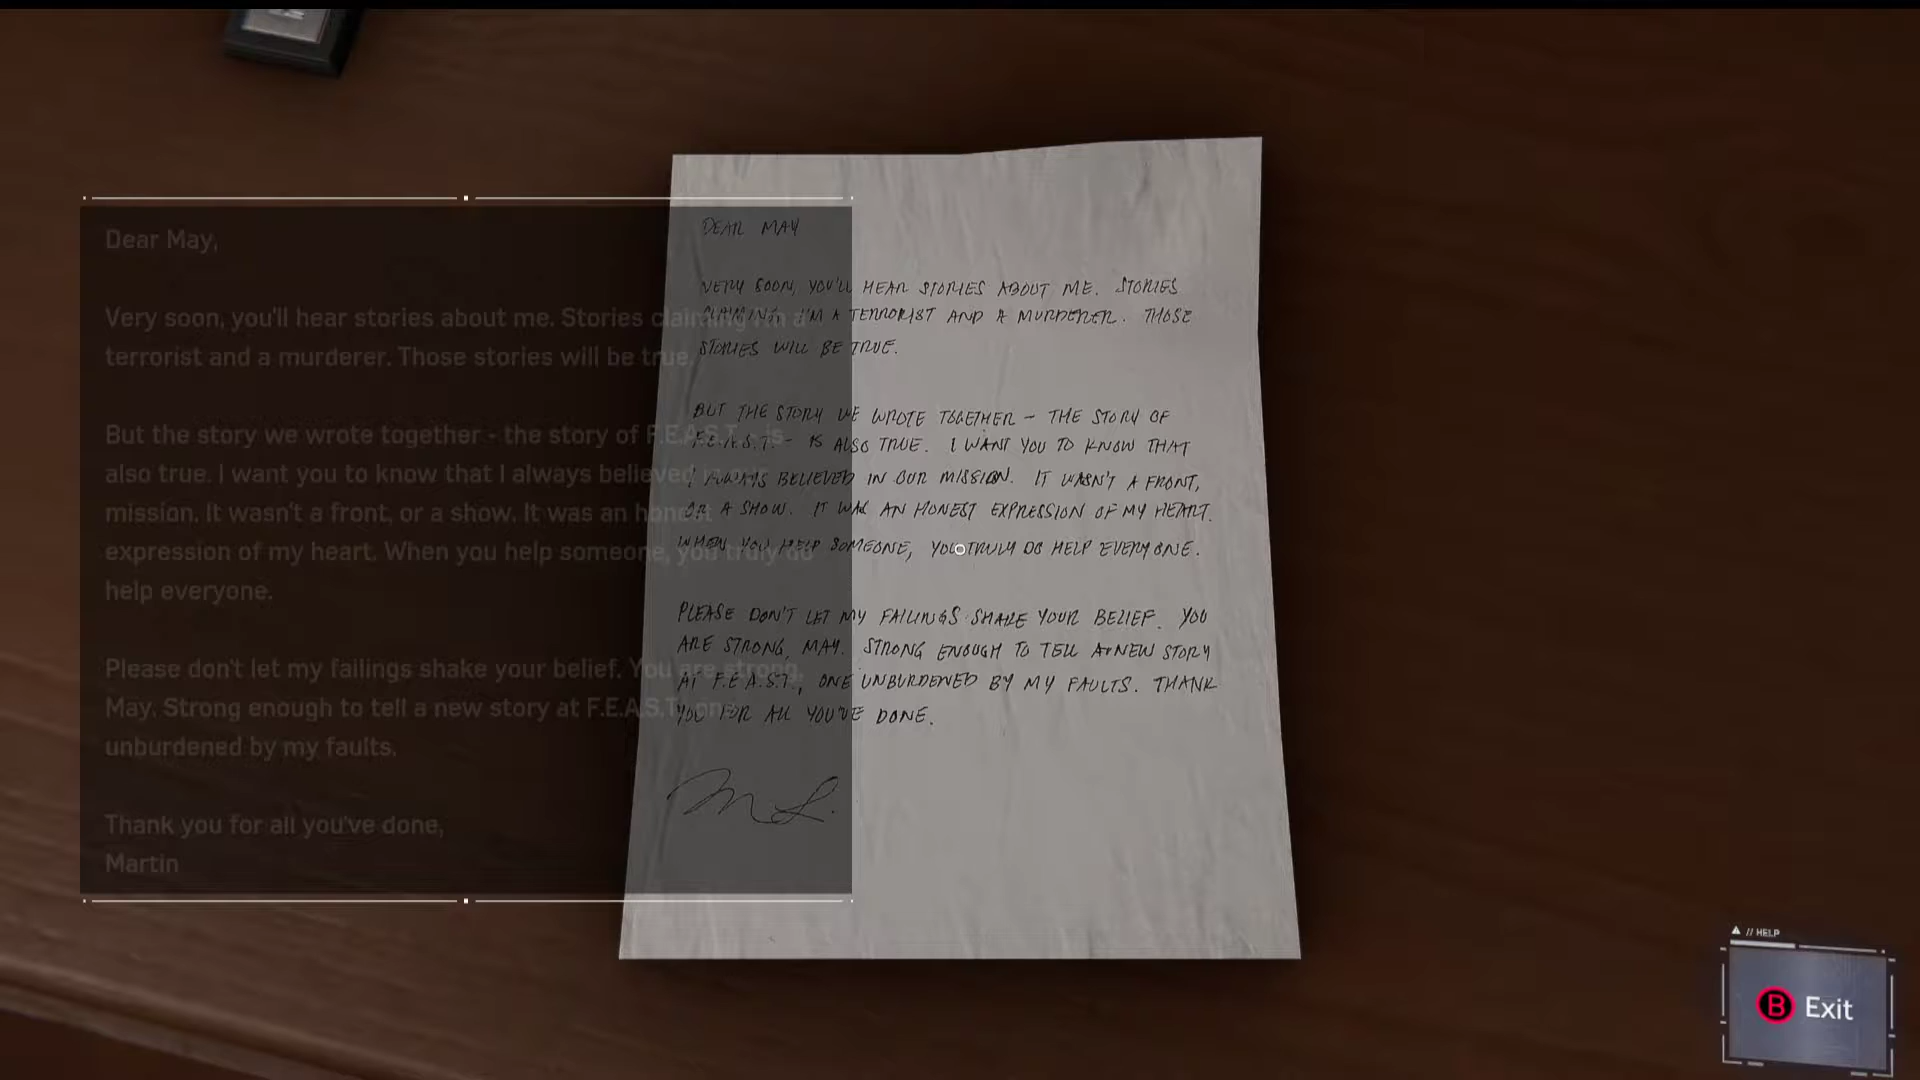 Dear May,
Very soon, you'll hear stories about me. Stories claiming I'm a
terrorist and a murderer. Those stories will be true.
But the story we wrote together - the story of F.E.A.S.T. - is
also true. I want you to know that I always believed in our
mission. It wasn't a front, or a show. It was an honest
expression of my heart. When you help someone, you truly do
help everyone.
Please don't let my failings shake your belief. You are strong,
May. Strong enough to tell a new story at F.E.A.S.T., one
unburdened by my faults.
Thank you for all you've done,
Martin
DEAR MAY
VERY SOON, YOU'LL HEAR STORIES ABOUT ME. STORIES
CLAIMING I'M A TERRORIST AND A MURDERER. THOSE
STORIES WILL BE TRUE.
BUT THE STORY WE WROTE TOGETHER - THE STORY OF
F.E.A.S.T. - IS ALSO TRUE. I WANT YOU TO KNOW THAT
I ALWAYS BELIEVED IN OUR MISSION. IT WASN'T A FRONT,
OR A SHOW. IT WAS AN HONEST EXPRESSION OF MY HEART.
WHEN YOU HELP SOMEONE, YOU TRULY DO HELP EVERYONE.
PLEASE DON'T LET MY FAILINGS SHAKE YOUR BELIEF. YOU
ARE STRONG, MAY. STRONG ENOUGH TO TELL A NEW STORY
AT F.E.A.S.T., ONE UNBURDENED BY MY FAULTS. THANK
YOU FOR ALL YOU'VE DONE.
M L.
// HELP
B Exit